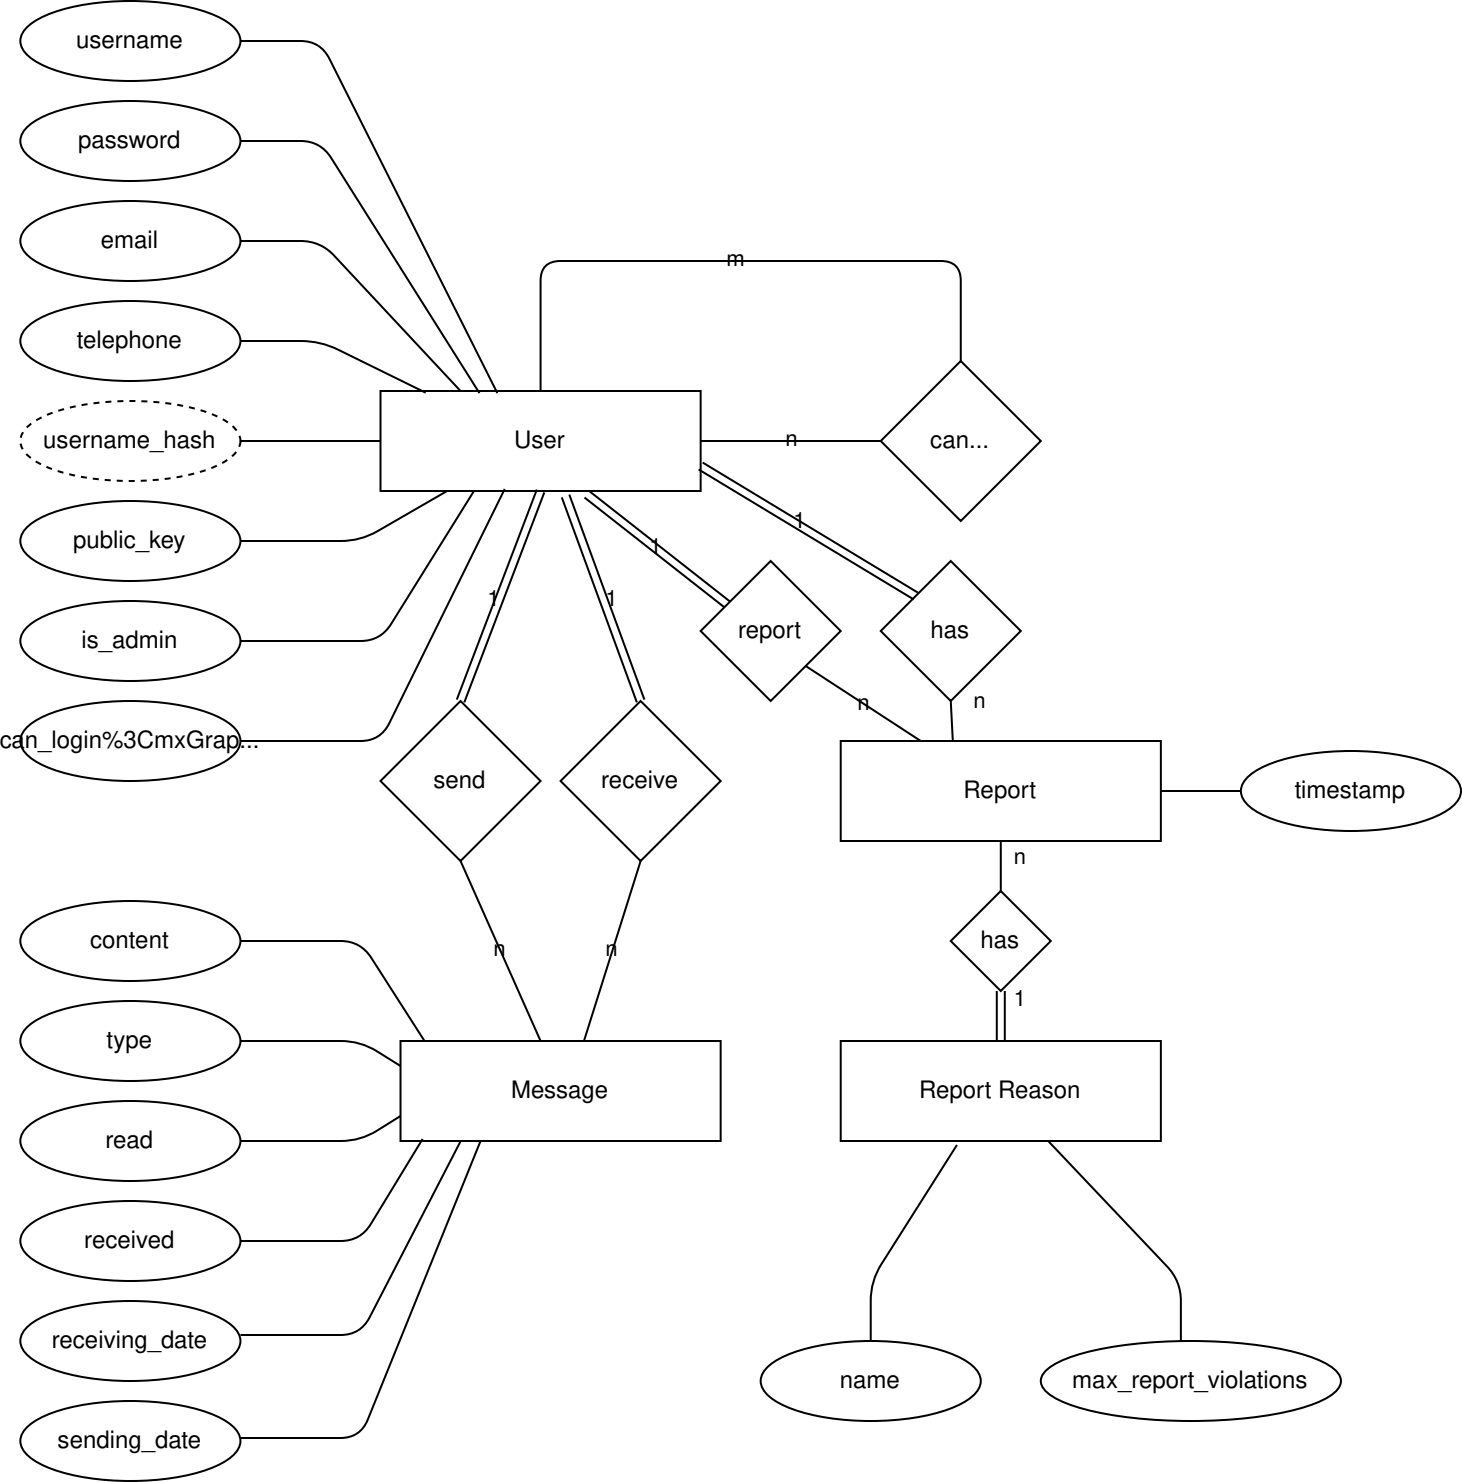 username
password
email
telephone
username_hash
public_key
is_admin
can_login%3CmxGrap...
m
User
n
can...
1
1
1
1
report
has
n
n
send
receive
Report
timestamp
n
has
1
n
n
content
type
read
received
receiving_date
sending_date
Message
Report Reason
name
max_report_violations